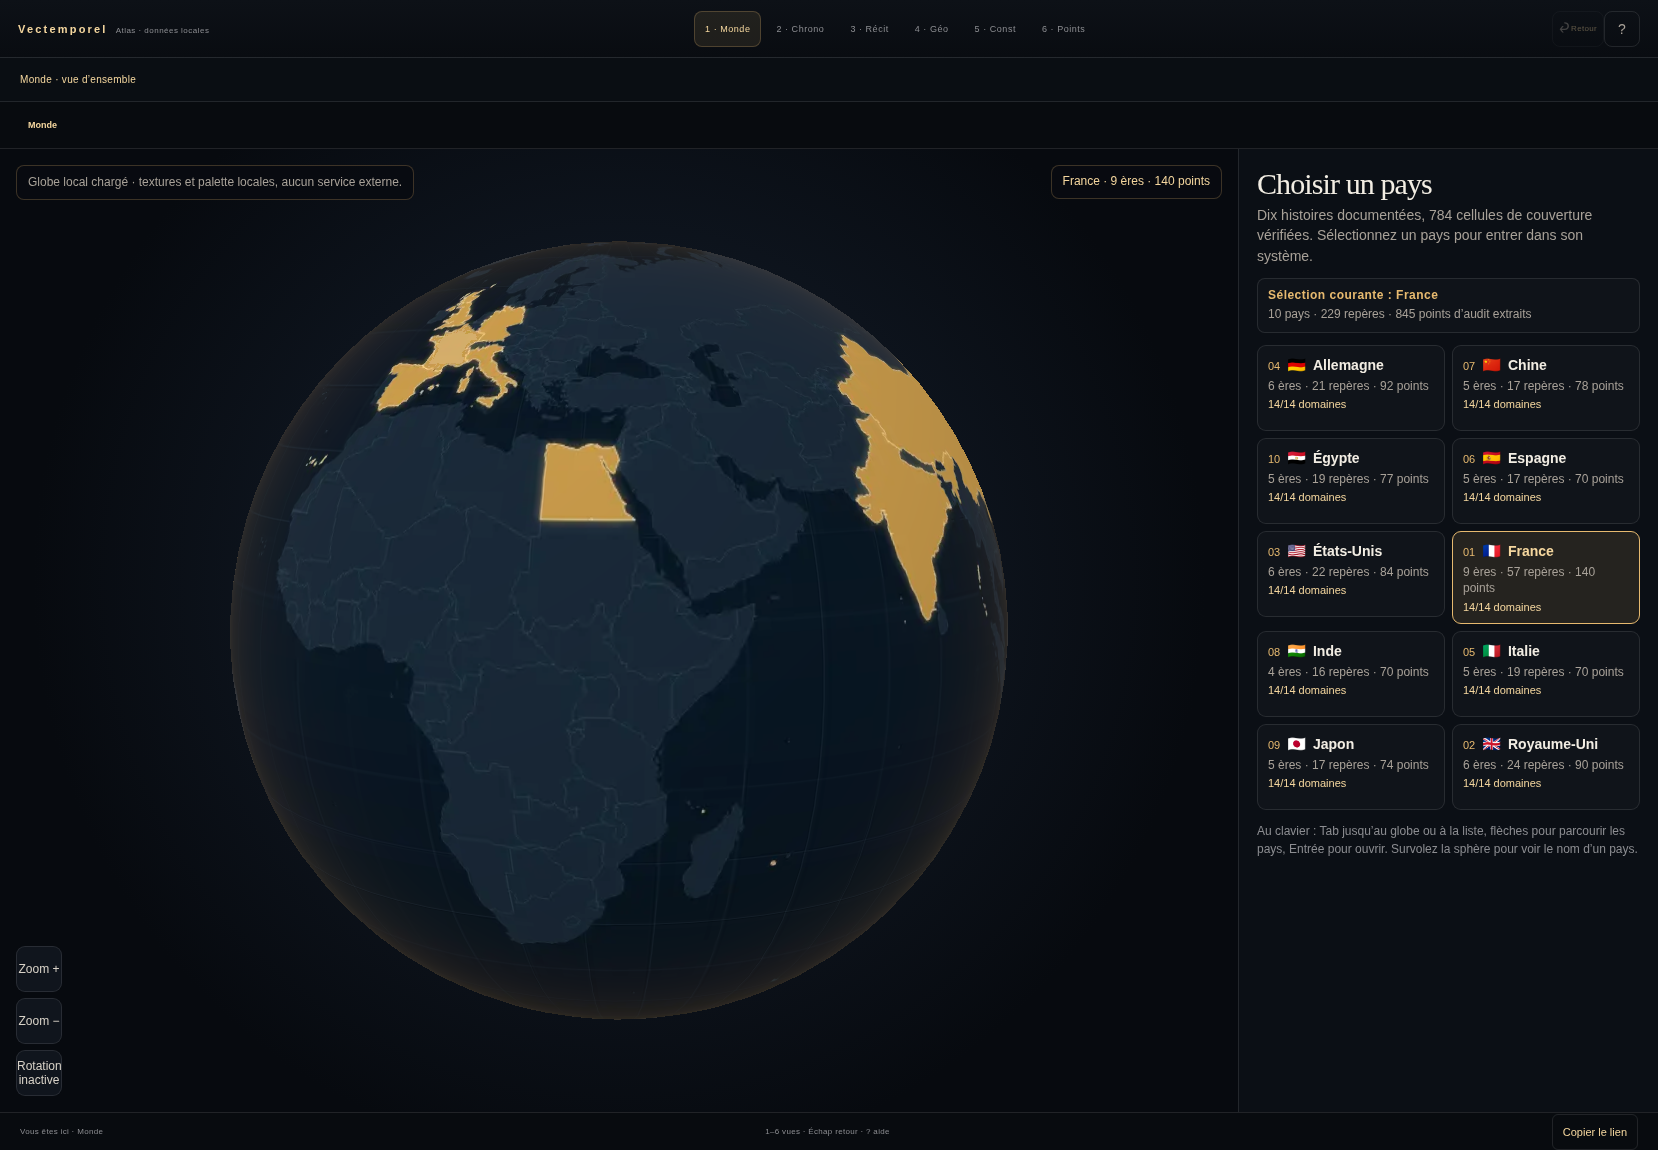 Vectemporel Atlas · données locales
1 · Monde 2 · Chrono 3 · Récit 4 · Géo 5 · Const 6 · Points
Retour ?
Monde · vue d’ensemble
Monde
Globe local chargé · textures et palette locales, aucun service externe.
France · 9 ères · 140 points
Choisir un pays
Dix histoires documentées, 784 cellules de couverture
vérifiées. Sélectionnez un pays pour entrer dans son
système.
Sélection courante : France
10 pays · 229 repères · 845 points d’audit extraits
04 Allemagne
6 ères · 21 repères · 92 points
14/14 domaines
07 Chine
5 ères · 17 repères · 78 points
14/14 domaines
10 Égypte
5 ères · 19 repères · 77 points
14/14 domaines
06 Espagne
5 ères · 17 repères · 70 points
14/14 domaines
03 États-Unis
6 ères · 22 repères · 84 points
14/14 domaines
01 France
9 ères · 57 repères · 140
points
14/14 domaines
08 Inde
4 ères · 16 repères · 70 points
14/14 domaines
05 Italie
5 ères · 19 repères · 70 points
14/14 domaines
09 Japon
5 ères · 17 repères · 74 points
14/14 domaines
02 Royaume-Uni
6 ères · 24 repères · 90 points
14/14 domaines
Au clavier : Tab jusqu’au globe ou à la liste, flèches pour parcourir les
pays, Entrée pour ouvrir. Survolez la sphère pour voir le nom d’un pays.
Zoom +
Zoom −
Rotation
inactive
Vous êtes ici · Monde
1–6 vues · Échap retour · ? aide
Copier le lien